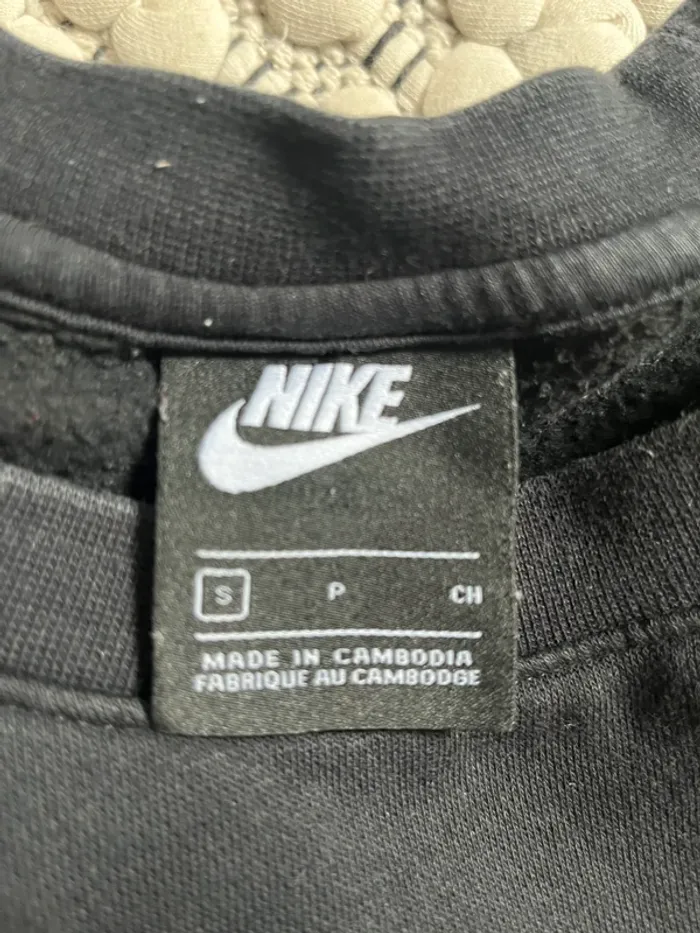 NIKE
S P CH
MADE IN CAMBODIA
FABRIQUE AU CAMBODGE